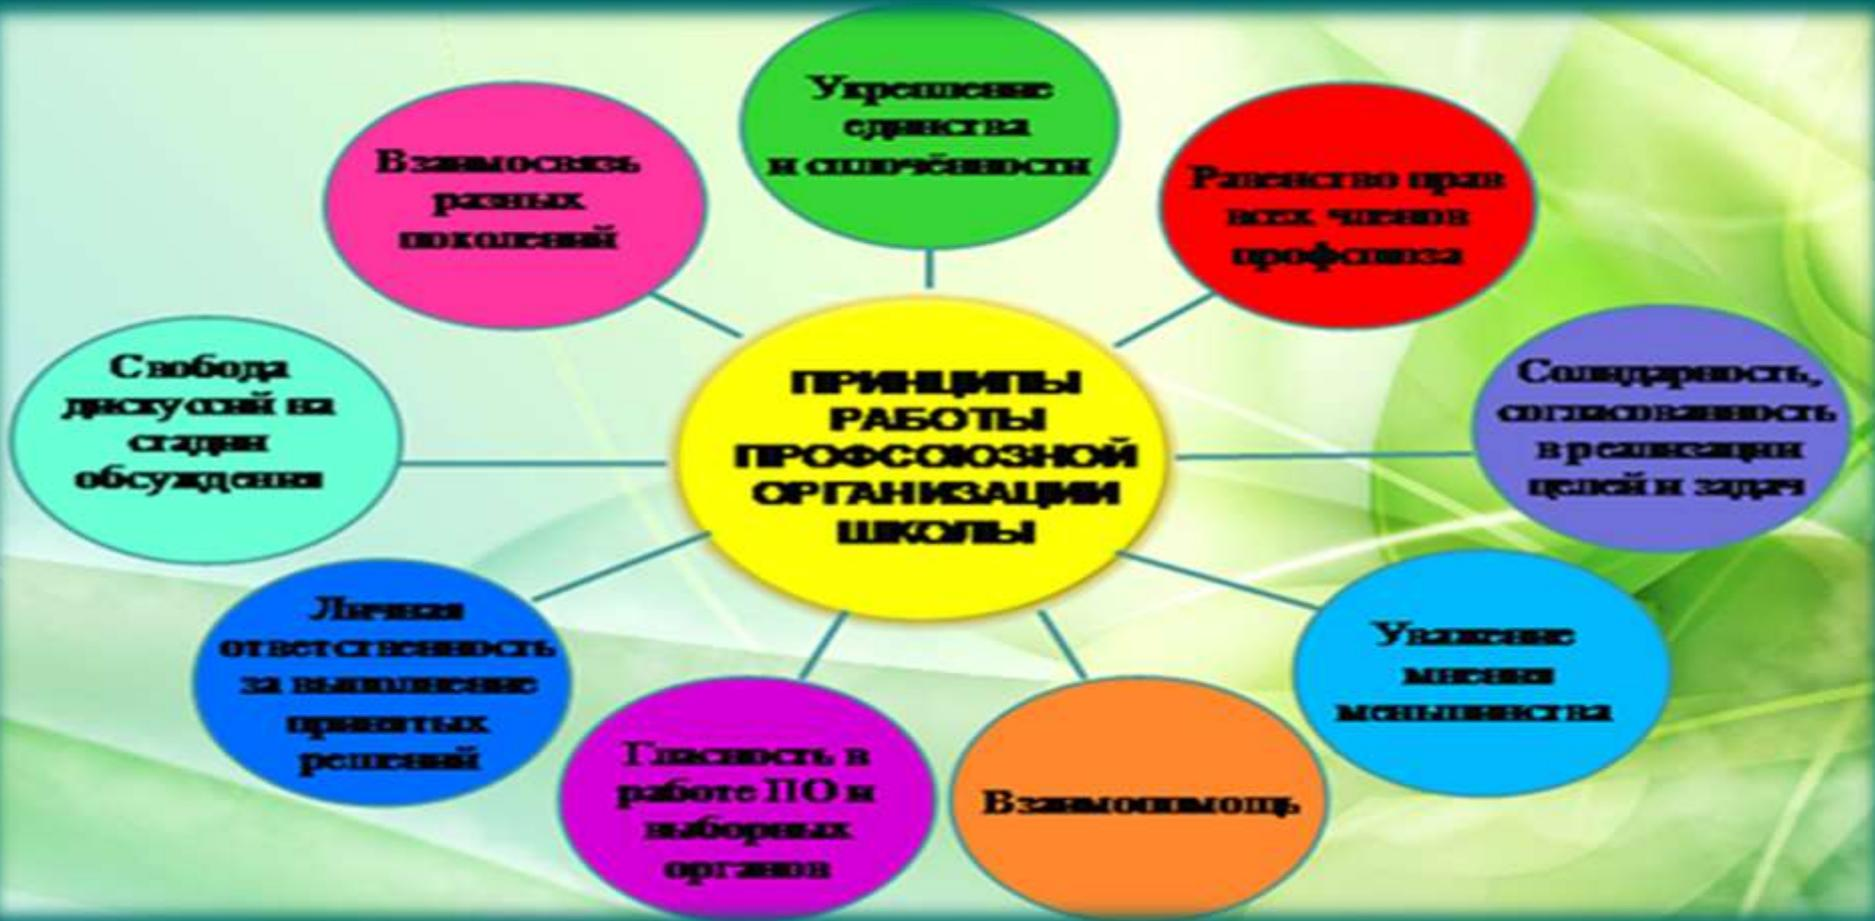 Укрепление
единства
и сплочённости
Взаимосвязь
разных
поколений
Равенство прав
всех членов
профсоюза
Свобода
дискуссий на
стадии
обсуждения
ПРИНЦИПЫ
РАБОТЫ
ПРОФСОЮЗНОЙ
ОРГАНИЗАЦИИ
ШКОЛЫ
Солидарность,
согласованность
в реализации
целей и задач
Личная
ответственность
за выполнение
принятых
решений
Уважение
мнения
меньшинства
Гласность в
работе ПО и
выборных
органов
Взаимопомощь